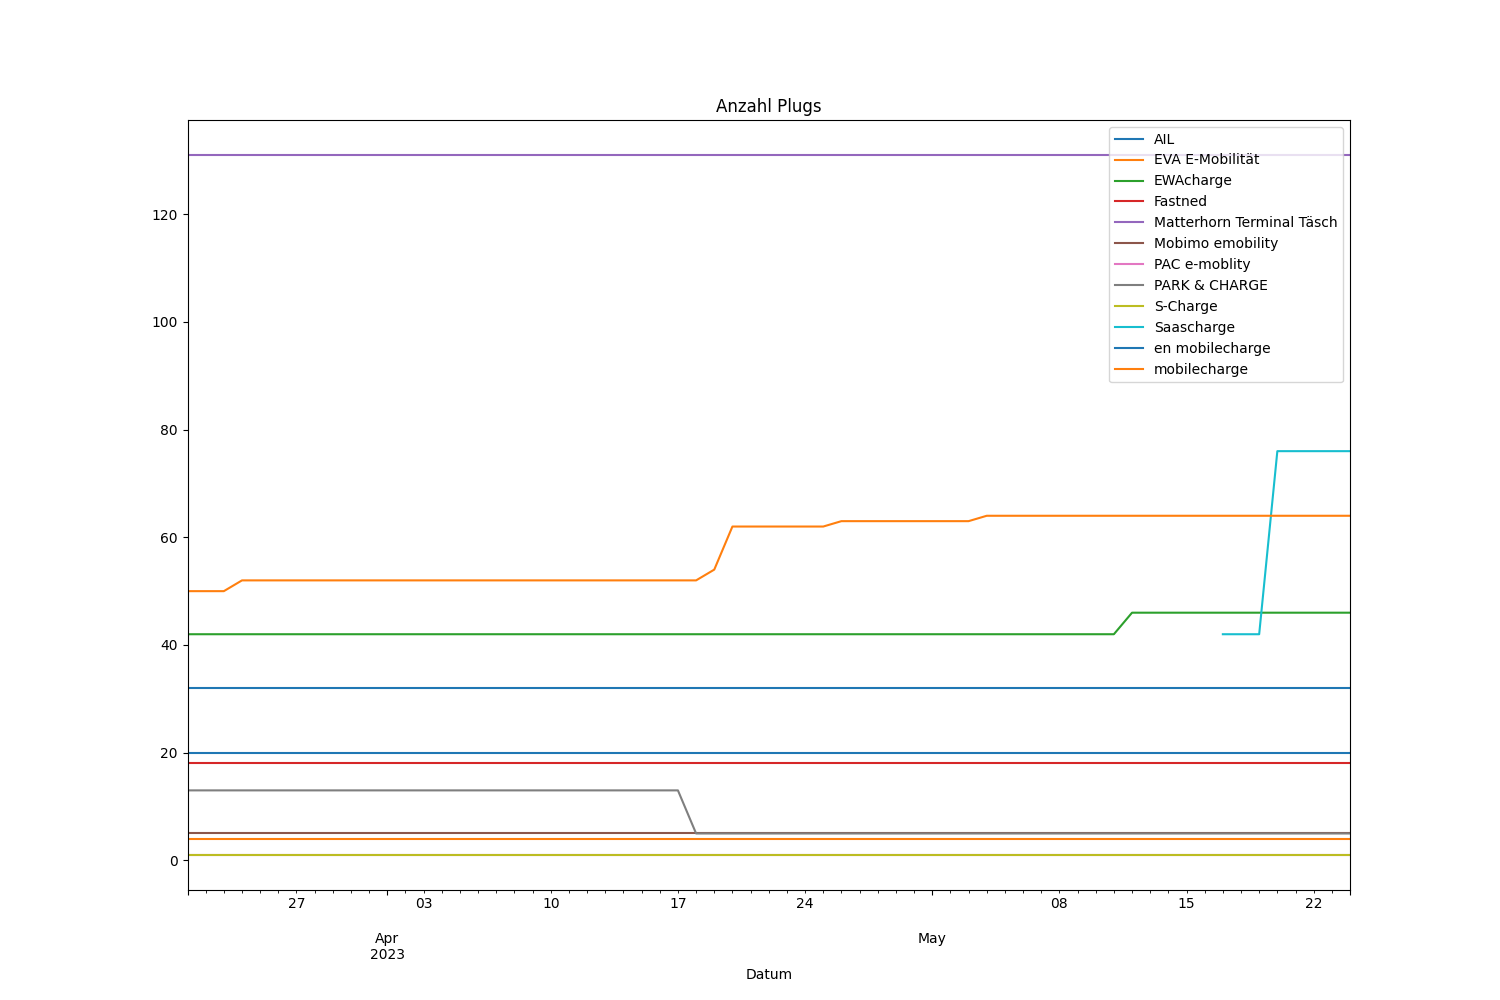 Anzahl Plugs
AIL
EVA E-Mobilität
EWAcharge
Fastned
Matterhorn Terminal Täsch
Mobimo emobility
PAC e-moblity
PARK & CHARGE
S-Charge
Saascharge
en mobilecharge
mobilecharge
120
100
80
60
40
20
0
27 03 10 17 24 08 15 22
Apr May
2023
Datum